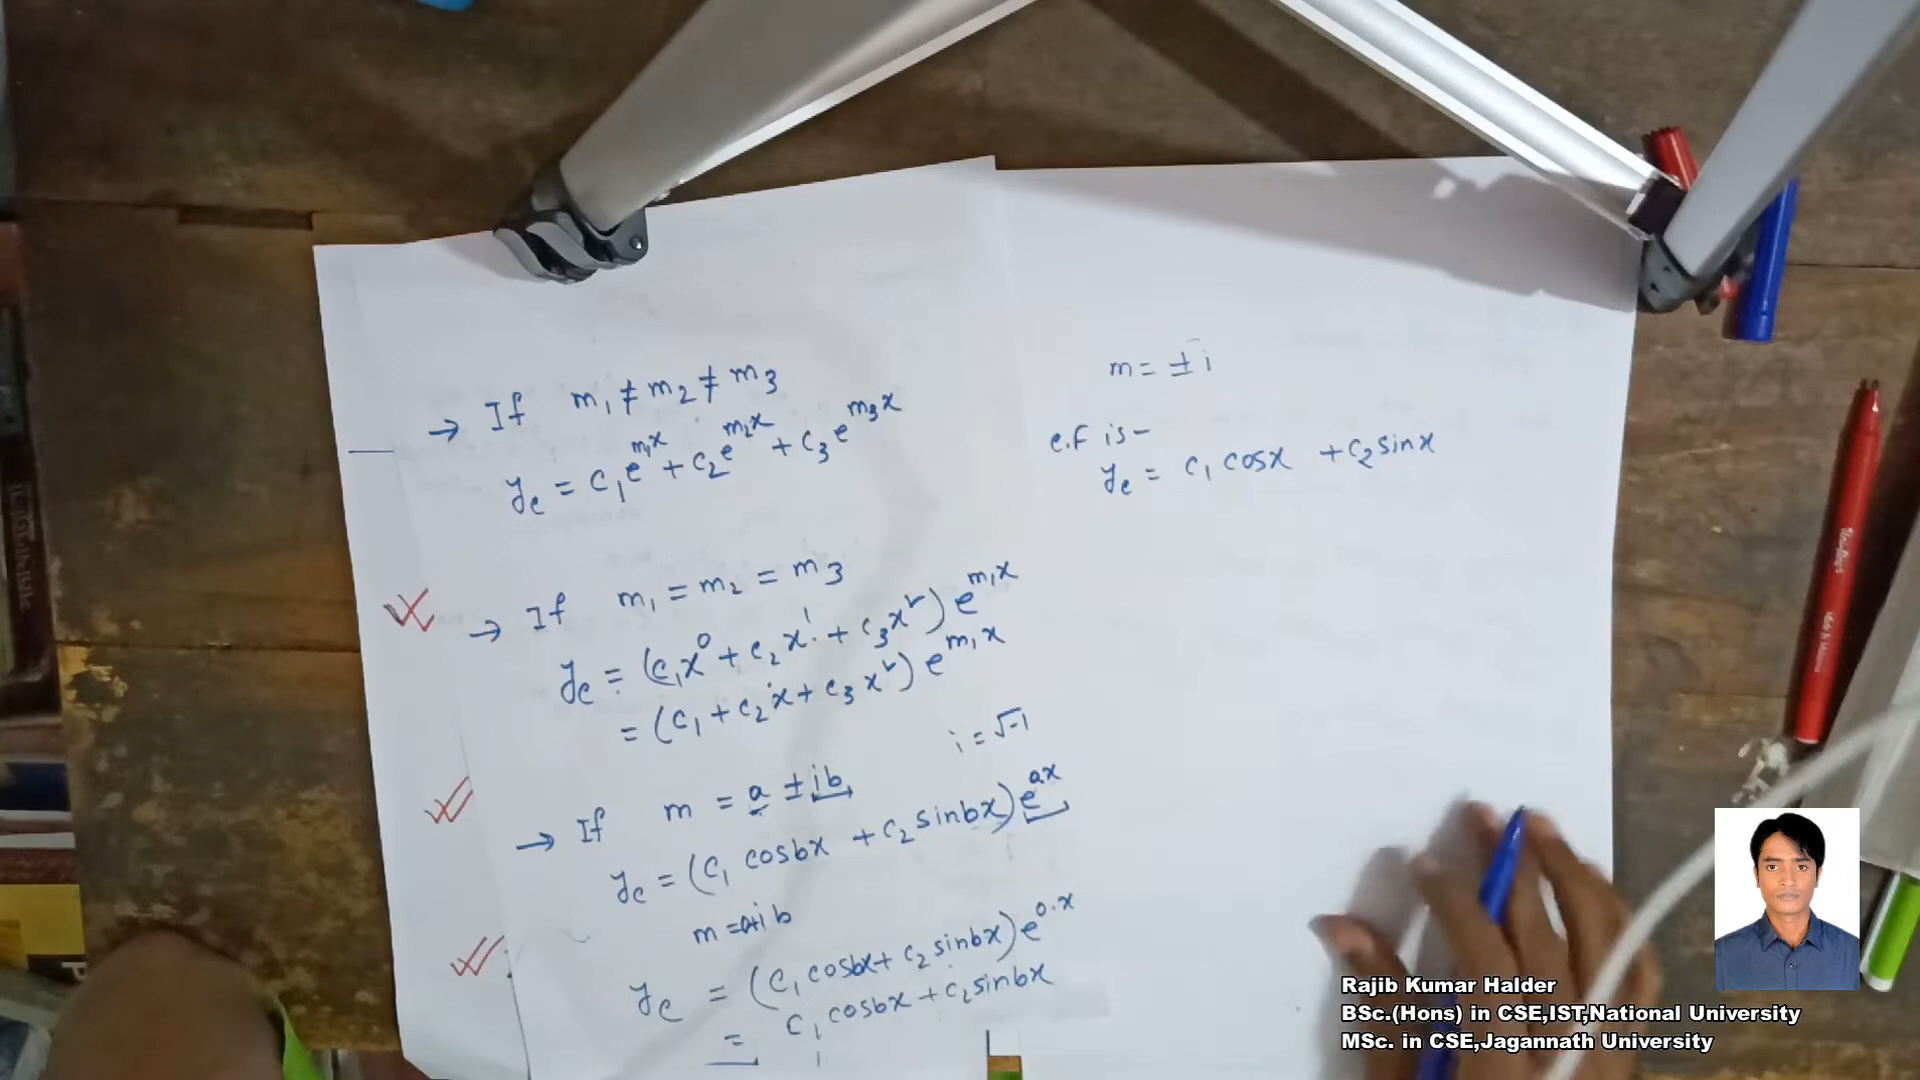 → If m₁ ≠ m₂ ≠ m₃
y_c = c₁e^{m₁x} + c₂e^{m₂x} + c₃e^{m₃x}
→ If m₁ = m₂ = m₃
y_c = (c₁x⁰ + c₂x¹ + c₃x²) e^{m₁x}
= (c₁ + c₂x + c₃x²) e^{m₁x}
i = √-1
→ If m = a ± ib
y_c = (c₁ cosbx + c₂ sinbx) e^{ax}
y_c = (c₁ cosbx + c₂ sinbx) e^{0.x}
= c₁ cosbx + c₂ sinbx
m = ± i
C.F is -
y_c = c₁ cosx + c₂ sinx
Rajib Kumar Halder
BSc.(Hons) in CSE,IST,National University
MSc. in CSE,Jagannath University